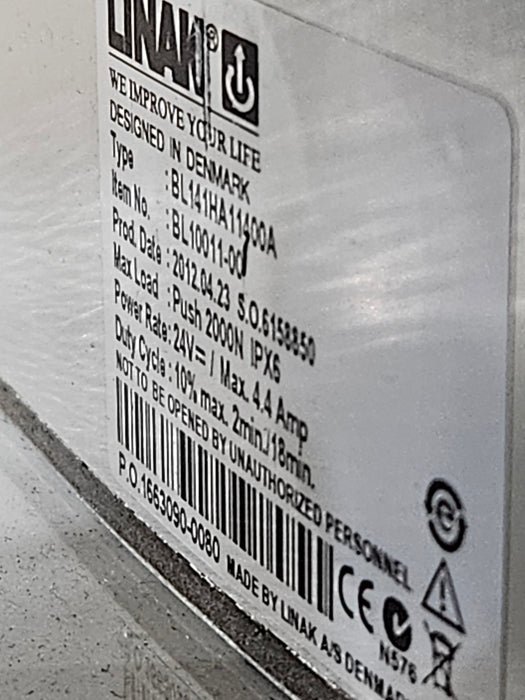 LINAK®
WE IMPROVE YOUR LIFE
DESIGNED IN DENMARK
Type : BL141HA11400A
Item No. : BL10011-00
Prod. Date : 2012.04.23 S.O.6158850
Max Load : Push 2000N IPX6
Power Rate: 24V⎓ / Max. 4.4 Amp
Duty Cycle : 10% max. 2min./18min.
NOT TO BE OPENED BY UNAUTHORIZED PERSONNEL
P.O.1663090-0080 MADE BY LINAK A/S DENMARK
CE
N576